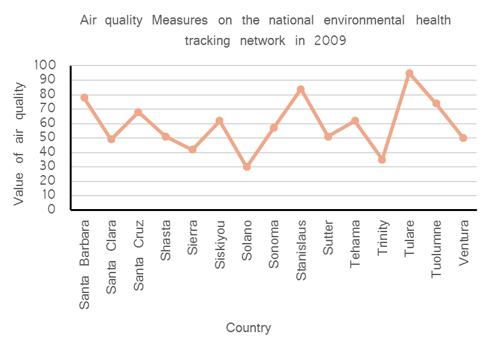 Air quality Measures on the national environmental health
tracking network in 2009
Value of air quality
100
90
80
70
60
50
40
30
20
10
0
Santa Barbara
Santa Clara
Santa Cruz
Shasta
Sierra
Siskiyou
Solano
Sonoma
Stanislaus
Sutter
Tehama
Trinity
Tulare
Tuolumne
Ventura
Country